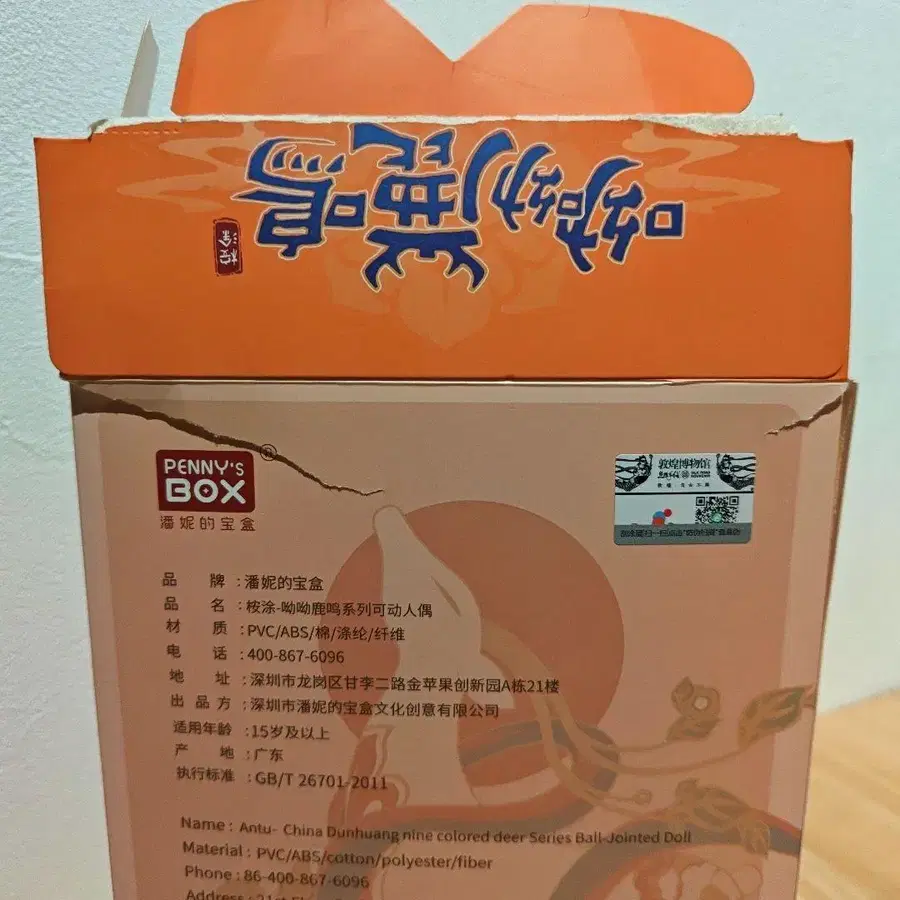 呦呦鹿鸣
桉涂
PENNY'S
BOX
®
潘妮的宝盒
敦煌博物馆
品 牌：潘妮的宝盒
品 名：桉涂-呦呦鹿鸣系列可动人偶
材 质：PVC/ABS/棉/涤纶/纤维
电 话：400-867-6096
地 址：深圳市龙岗区甘李二路金苹果创新园A栋21楼
出 品 方：深圳市潘妮的宝盒文化创意有限公司
适用年龄：15岁及以上
产 地：广东
执行标准：GB/T 26701-2011
Name : Antu- China Dunhuang nine colored deer Series Ball-Jointed Doll
Material : PVC/ABS/cotton/polyester/fiber
Phone : 86-400-867-6096
Address : 21st